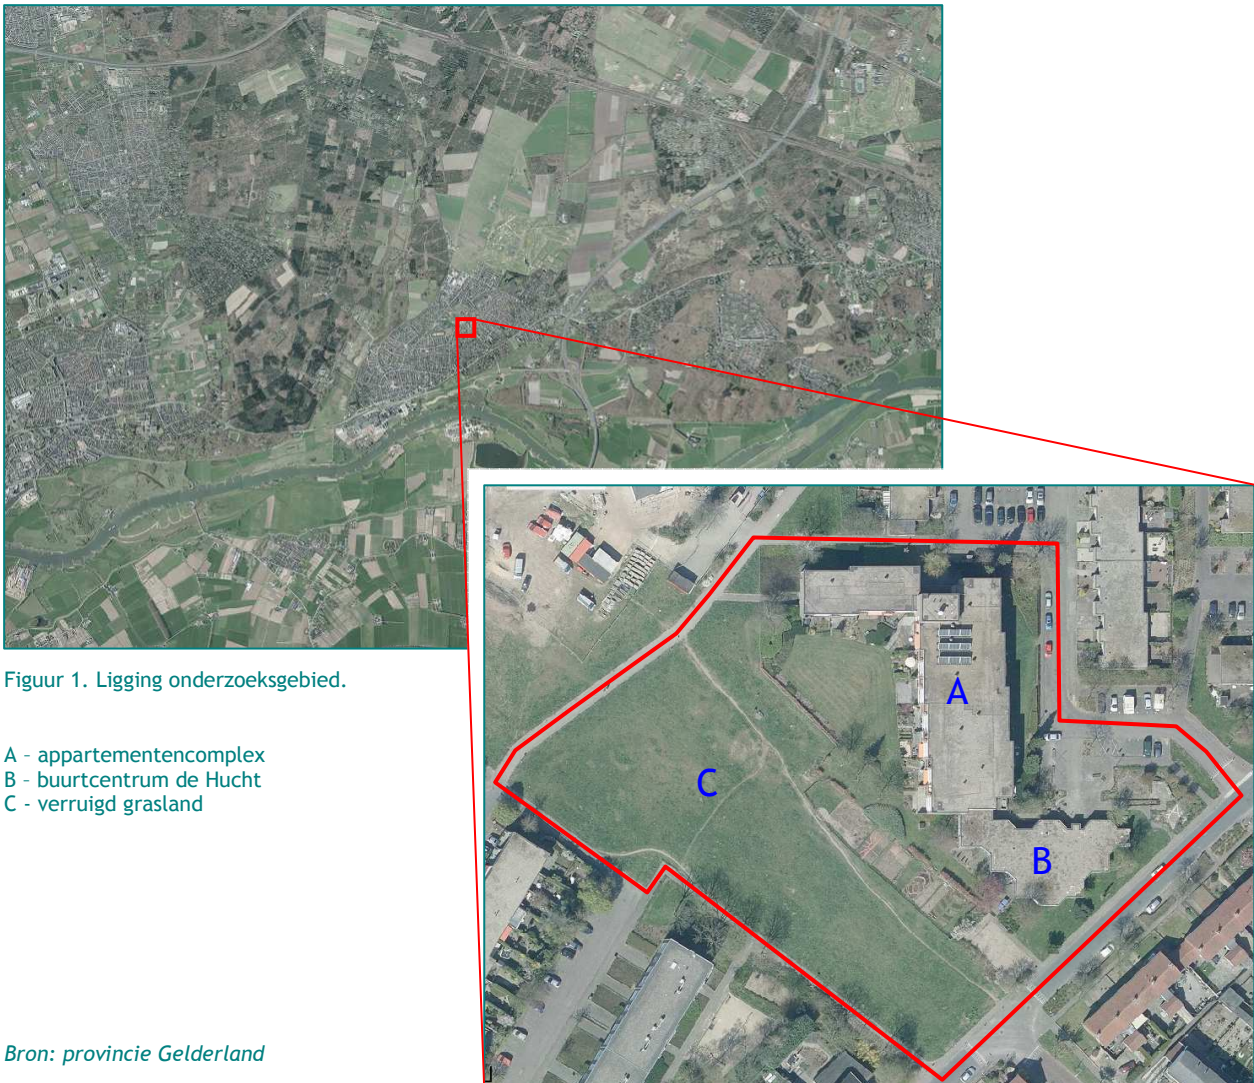 Figuur 1. Ligging onderzoeksgebied.
A - appartementencomplex
B - buurtcentrum de Hucht
C - verruigd grasland
A
C
B
Bron: provincie Gelderland